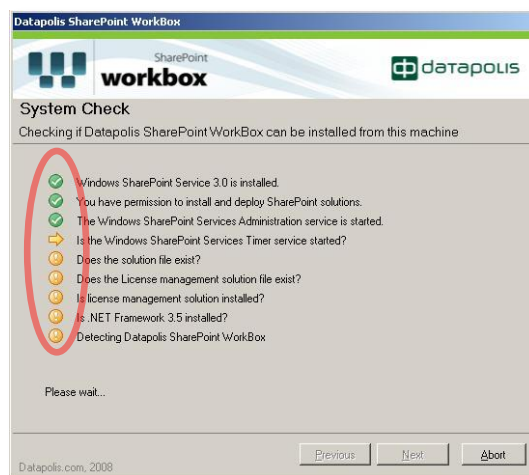 Datapolis SharePoint WorkBox
SharePoint
workbox
datapolis
System Check
Checking if Datapolis SharePoint WorkBox can be installed from this machine
Windows SharePoint Service 3.0 is installed.
You have permission to install and deploy SharePoint solutions.
The Windows SharePoint Services Administration service is started.
Is the Windows SharePoint Services Timer service started?
Does the solution file exist?
Does the License management solution file exist?
Is license management solution installed?
Is .NET Framework 3.5 installed?
Detecting Datapolis SharePoint WorkBox
Please wait...
Previous Next Abort
Datapolis.com, 2008